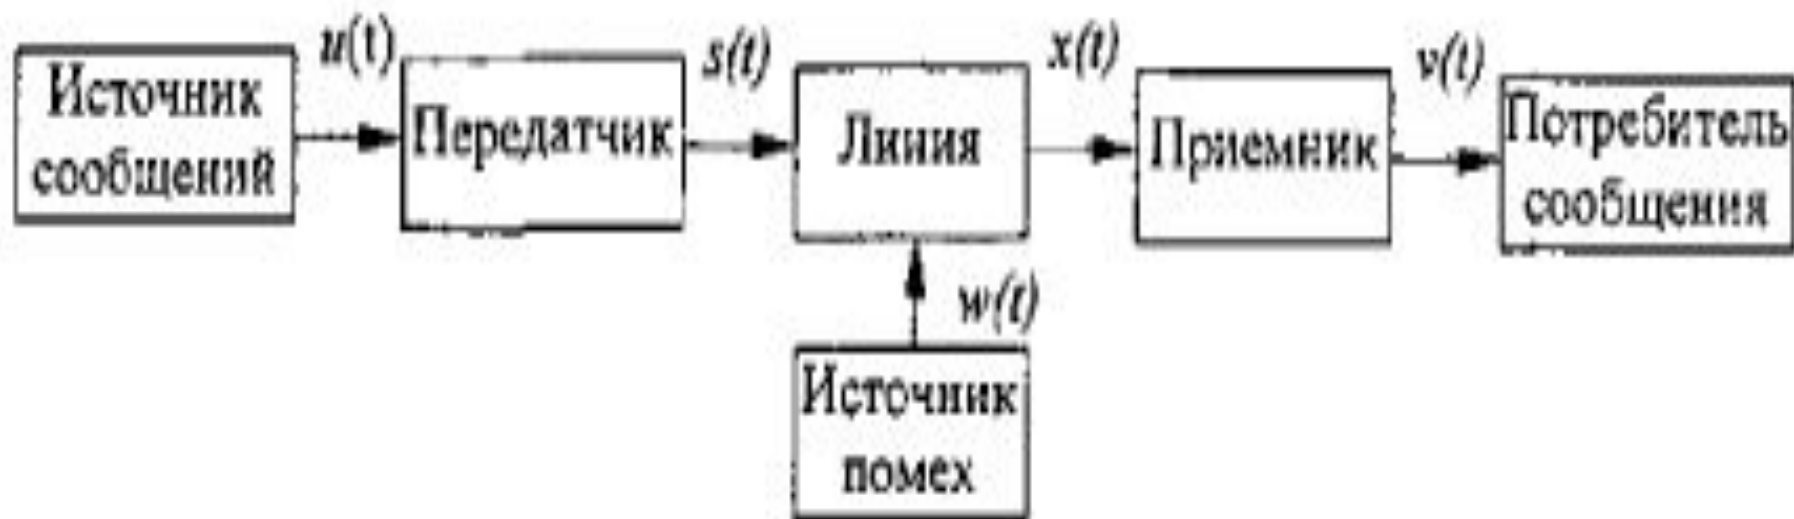 Источник
сообщений
u(t)
Передатчик
s(t)
Линия
x(t)
Приемник
v(t)
Потребитель
сообщения
w(t)
Источник
помех